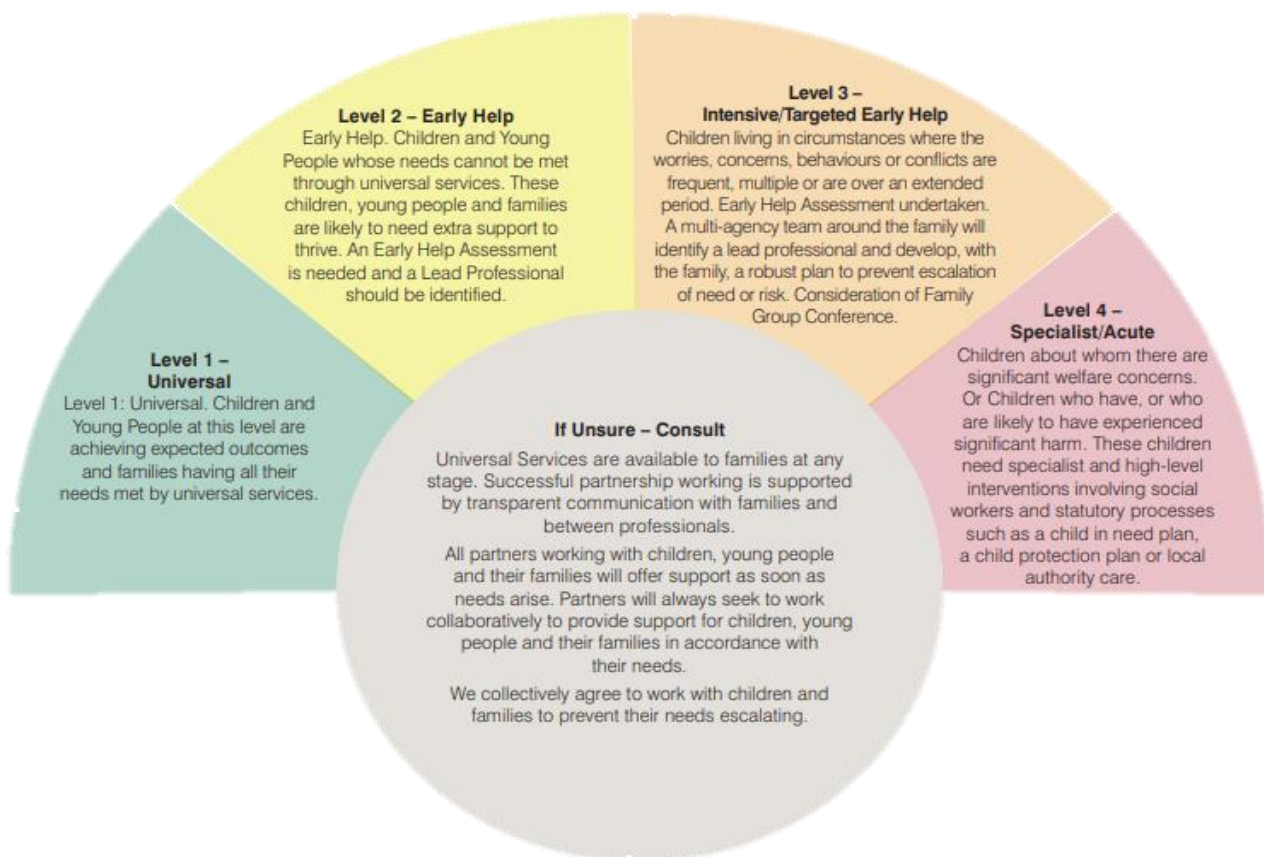 Level 1 –
Universal
Level 1: Universal. Children and
Young People at this level are
achieving expected outcomes
and families having all their
needs met by universal services.
Level 2 – Early Help
Early Help. Children and Young
People whose needs cannot be met
through universal services. These
children, young people and families
are likely to need extra support to
thrive. An Early Help Assessment
is needed and a Lead Professional
should be identified.
Level 3 –
Intensive/Targeted Early Help
Children living in circumstances where the
worries, concerns, behaviours or conflicts are
frequent, multiple or are over an extended
period. Early Help Assessment undertaken.
A multi-agency team around the family will
identify a lead professional and develop, with
the family, a robust plan to prevent escalation
of need or risk. Consideration of Family
Group Conference.
Level 4 –
Specialist/Acute
Children about whom there are
significant welfare concerns.
Or Children who have, or who
are likely to have experienced
significant harm. These children
need specialist and high-level
interventions involving social
workers and statutory processes
such as a child in need plan,
a child protection plan or local
authority care.
If Unsure – Consult
Universal Services are available to families at any
stage. Successful partnership working is supported
by transparent communication with families and
between professionals.
All partners working with children, young people
and their families will offer support as soon as
needs arise. Partners will always seek to work
collaboratively to provide support for children, young
people and their families in accordance with
their needs.
We collectively agree to work with children and
families to prevent their needs escalating.